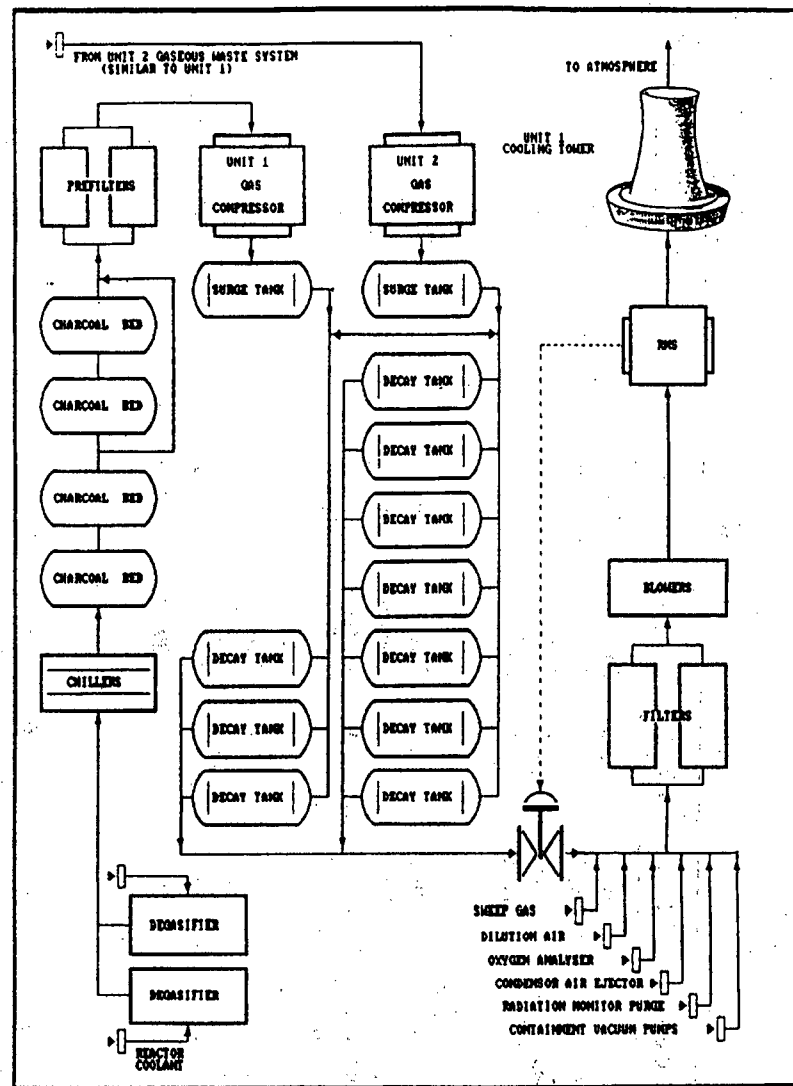 FROM UNIT 2 GASEOUS WASTE SYSTEM
(SIMILAR TO UNIT 1)
TO ATMOSPHERE
UNIT 1
COOLING TOWER
PREFILTERS
UNIT 1
GAS
COMPRESSOR
UNIT 2
GAS
COMPRESSOR
SURGE TANK
SURGE TANK
CHARCOAL BED
CHARCOAL BED
CHARCOAL BED
CHARCOAL BED
CHILLERS
RMS
DECAY TANK
DECAY TANK
DECAY TANK
DECAY TANK
DECAY TANK
DECAY TANK
DECAY TANK
DECAY TANK
DECAY TANK
DECAY TANK
BLOWERS
FILTERS
DEGASIFIER
DEGASIFIER
REACTOR
COOLANT
SWEEP GAS
DILUTION AIR
OXYGEN ANALYSER
CONDENSOR AIR EJECTOR
RADIATION MONITOR PURGE
CONTAINMENT VACUUM PUMPS